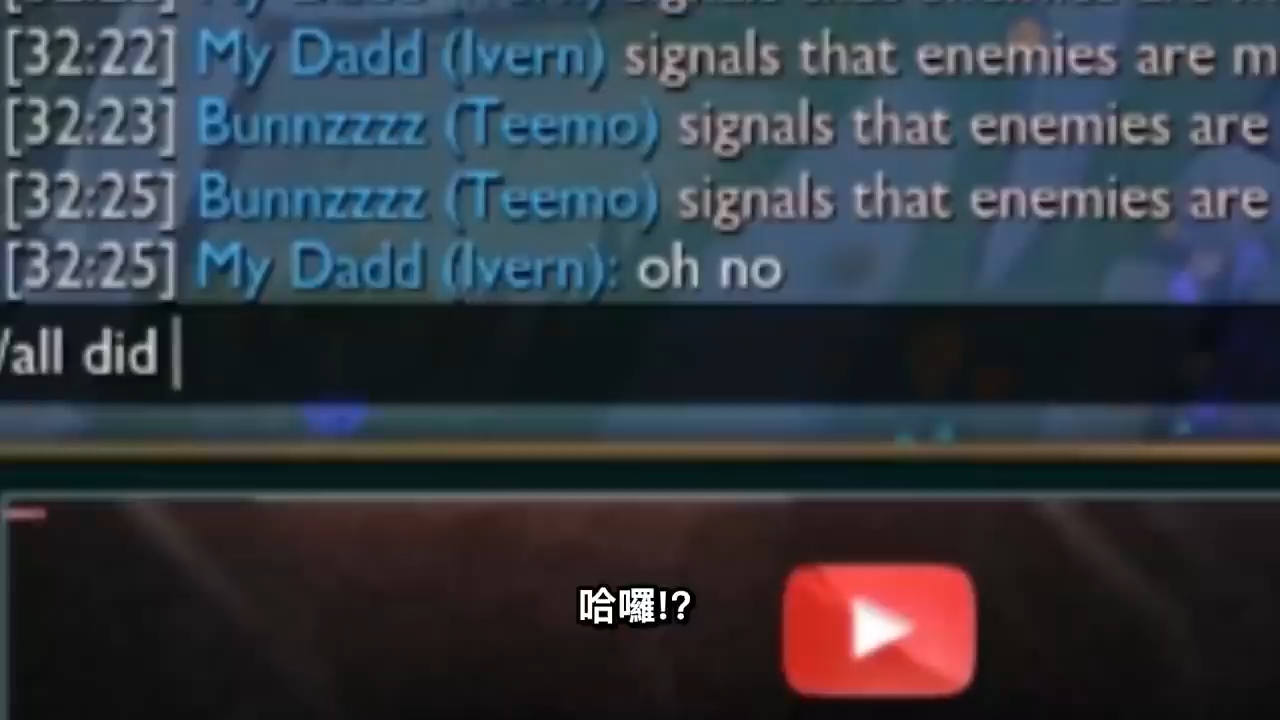 [32:22] My Dadd (Ivern) signals that enemies are m
[32:23] Bunnzzzz (Teemo) signals that enemies are
[32:25] Bunnzzzz (Teemo) signals that enemies are
[32:25] My Dadd (Ivern): oh no
/all did
哈囉!?